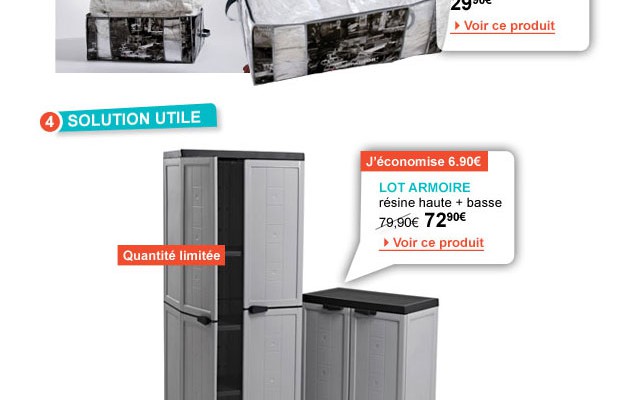 29,90€
Voir ce produit
4 SOLUTION UTILE
J'économise 6.90€
LOT ARMOIRE
résine haute + basse
79,90€ 72,90€
Voir ce produit
Quantité limitée